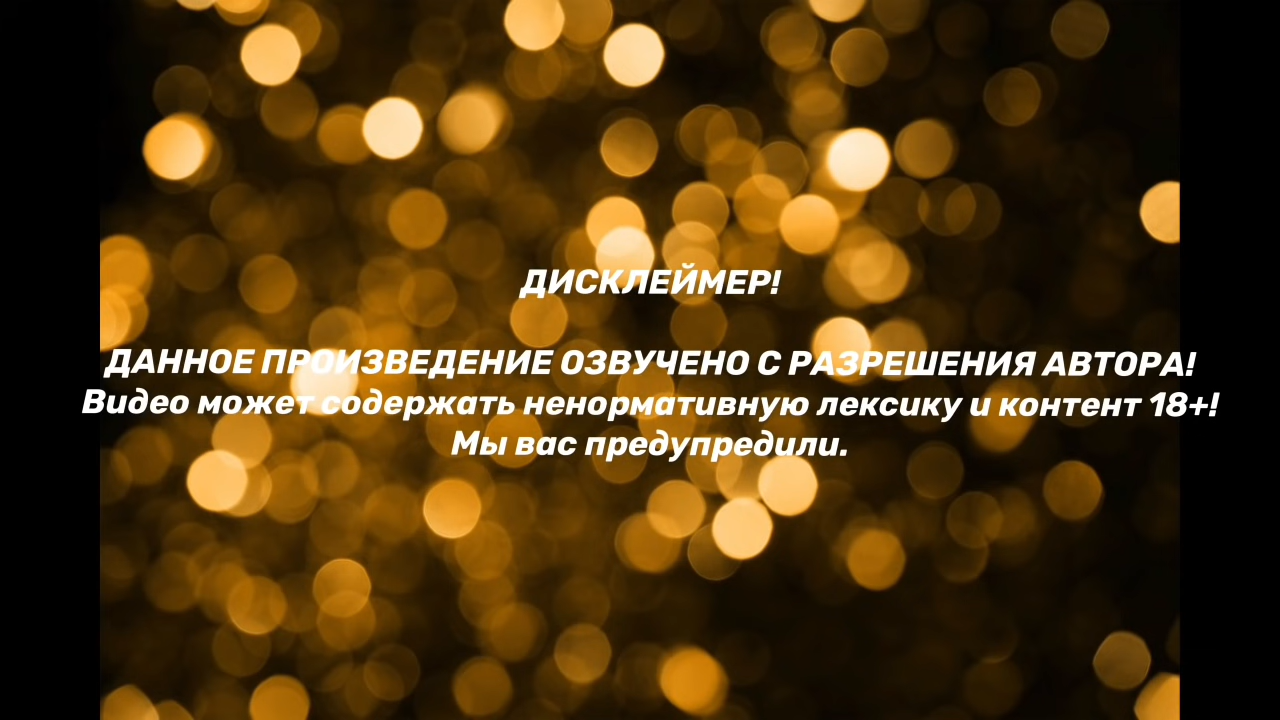 ДИСКЛЕЙМЕР!
ДАННОЕ ПРОИЗВЕДЕНИЕ ОЗВУЧЕНО С РАЗРЕШЕНИЯ АВТОРА!
Видео может содержать ненормативную лексику и контент 18+!
Мы вас предупредили.